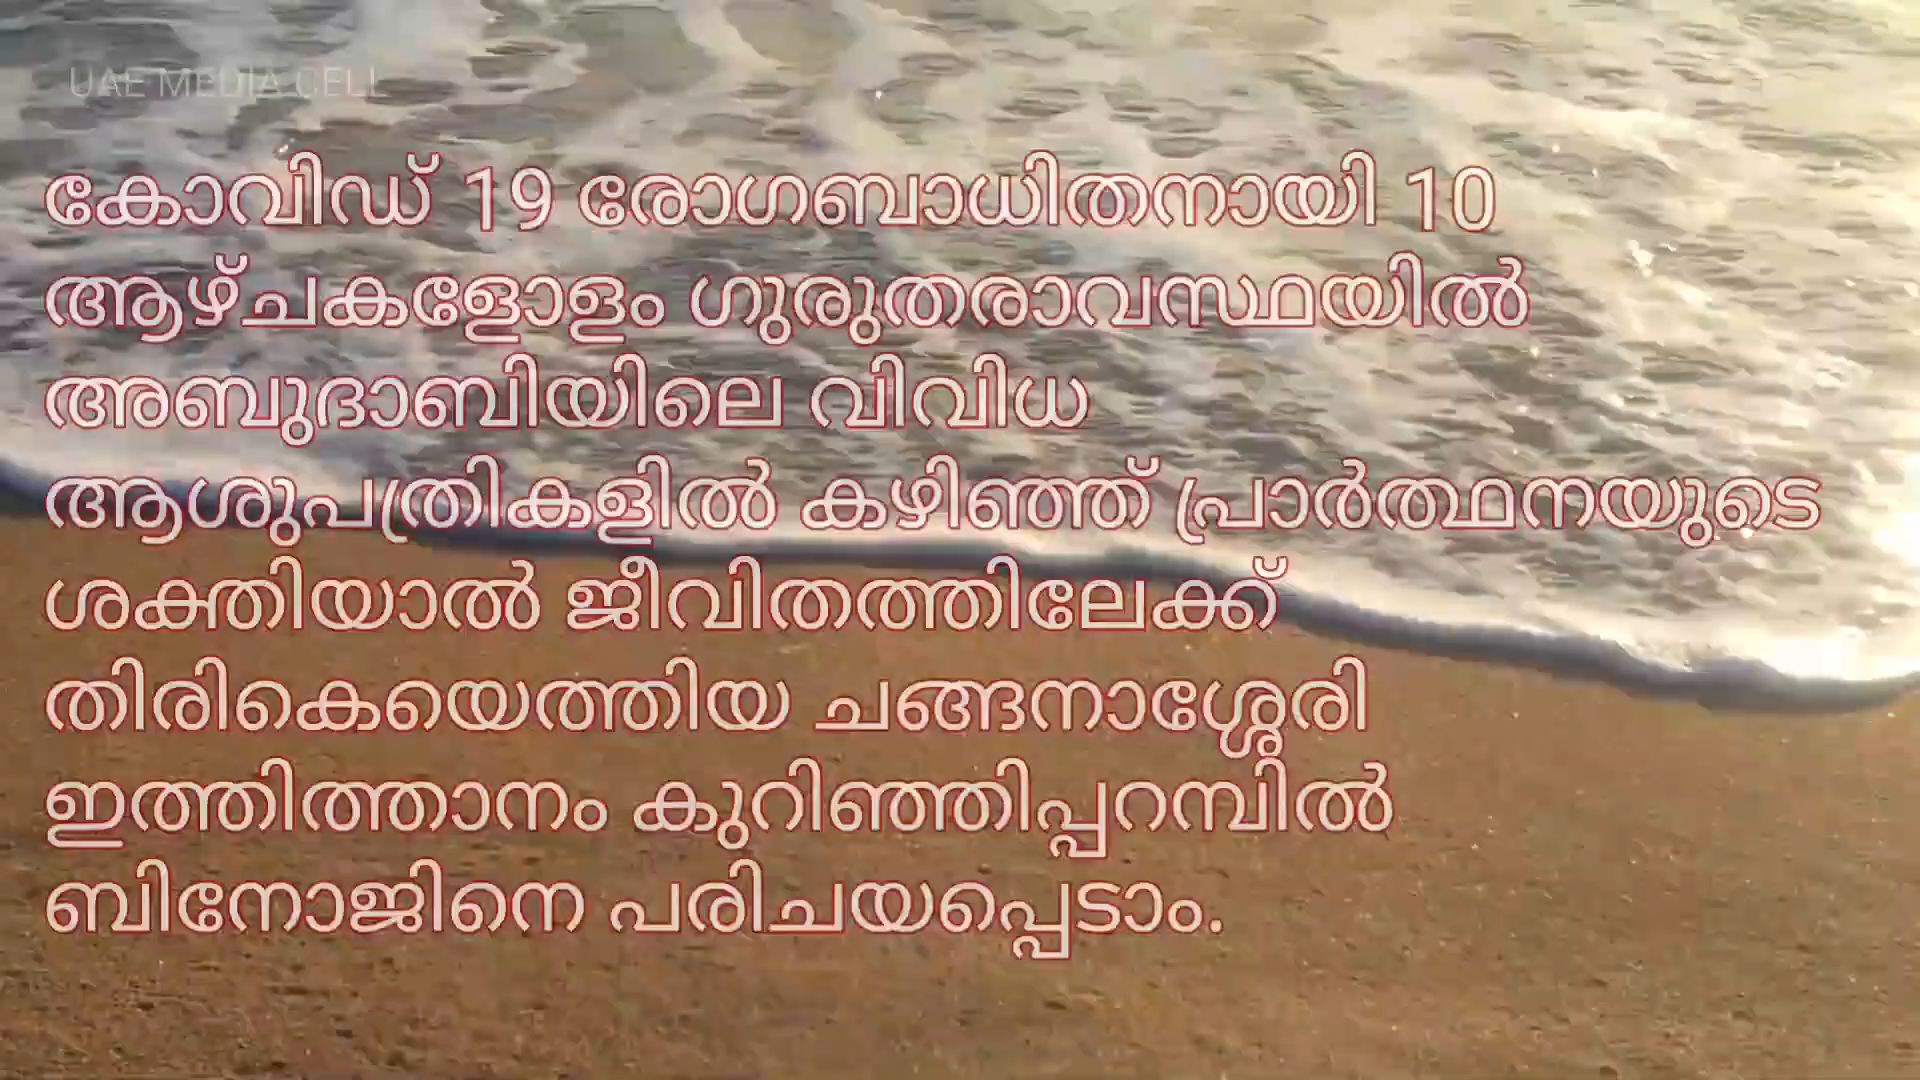 UAE MEDIA CELL
കോവിഡ് 19 രോഗബാധിതനായി 10
ആഴ്ചകളോളം ഗുരുതരാവസ്ഥയിൽ
അബുദാബിയിലെ വിവിധ
ആശുപത്രികളിൽ കഴിഞ്ഞ് പ്രാർത്ഥനയുടെ
ശക്തിയാൽ ജീവിതത്തിലേക്ക്
തിരികെയെത്തിയ ചങ്ങനാശ്ശേരി
ഇത്തിത്താനം കുറിഞ്ഞിപ്പറമ്പിൽ
ബിനോജിനെ പരിചയപ്പെടാം.